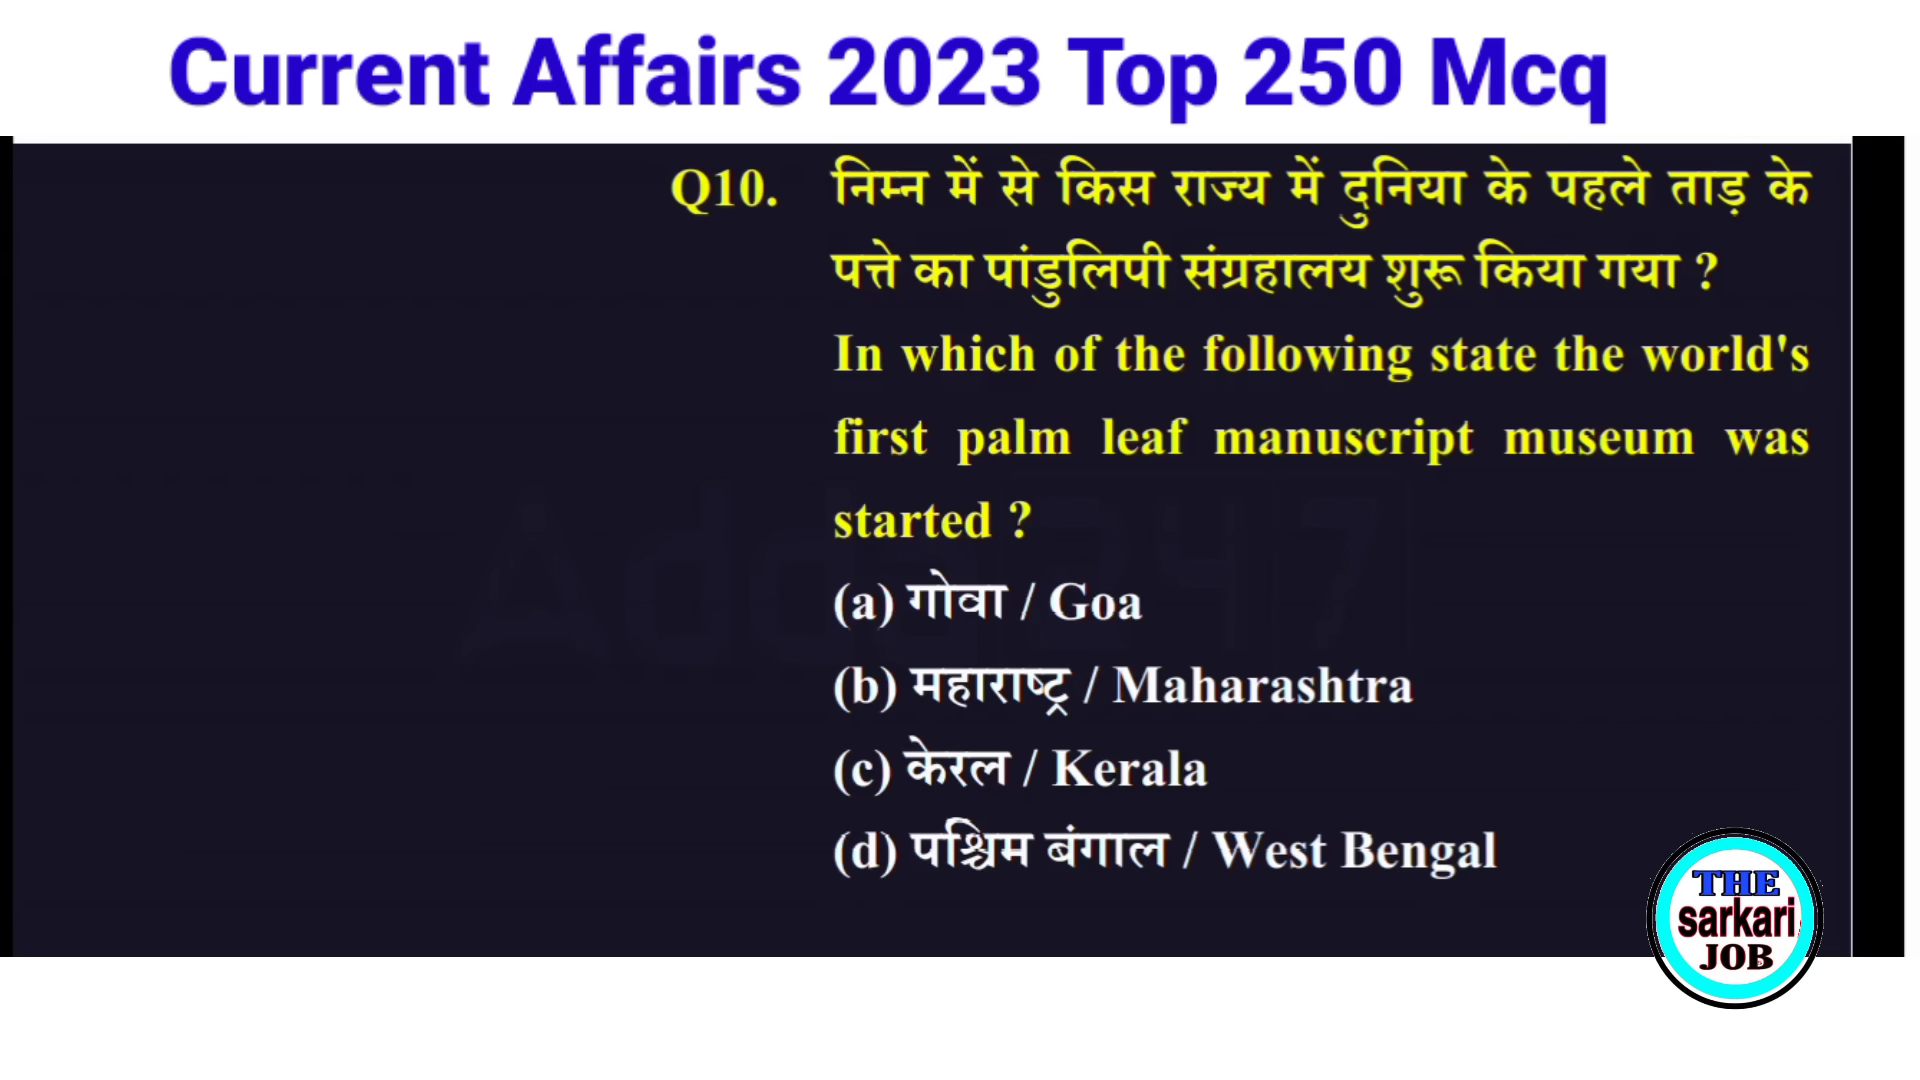 Current Affairs 2023 Top 250 Mcq
Q10. निम्न में से किस राज्य में दुनिया के पहले ताड़ के
पत्ते का पांडुलिपी संग्रहालय शुरू किया गया ?
In which of the following state the world's
first palm leaf manuscript museum was
started ?
(a) गोवा / Goa
(b) महाराष्ट्र / Maharashtra
(c) केरल / Kerala
(d) पश्चिम बंगाल / West Bengal
THE
sarkari
JOB
Adda247